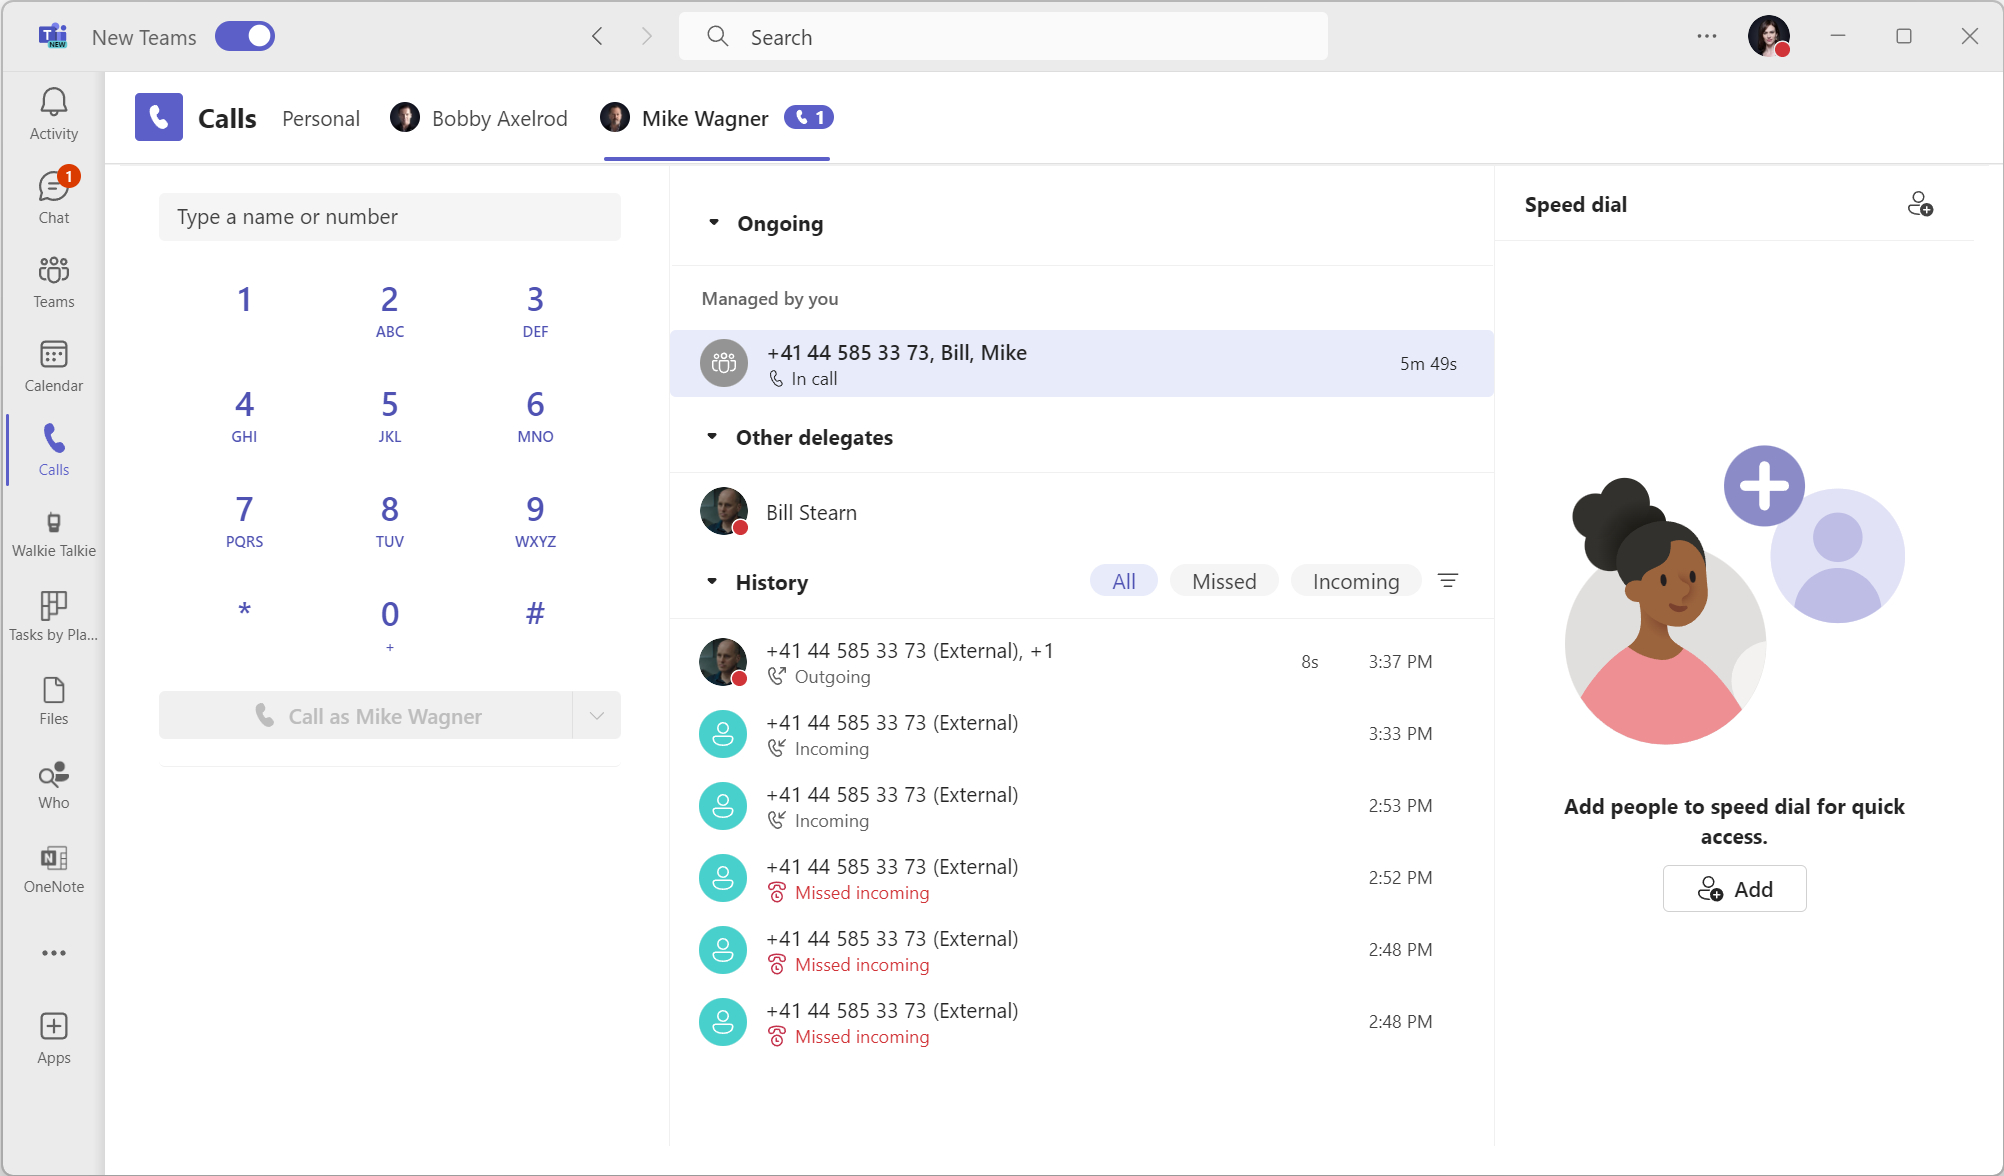 NEW
New Teams
Search
Activity
1
Chat
Teams
Calendar
Calls
Walkie Talkie
Tasks by Pla...
Files
Who
N
OneNote
Apps
Calls
Personal
Bobby Axelrod
Mike Wagner
1
Type a name or number
1
2
3
ABC
DEF
4
5
6
GHI
JKL
MNO
7
8
9
PQRS
TUV
WXYZ
*
0
#
+
Call as Mike Wagner
Ongoing
Managed by you
+41 44 585 33 73, Bill, Mike
In call
5m 49s
Other delegates
Bill Stearn
History
All
Missed
Incoming
+41 44 585 33 73 (External), +1
Outgoing
8s
3:37 PM
+41 44 585 33 73 (External)
Incoming
3:33 PM
+41 44 585 33 73 (External)
Incoming
2:53 PM
+41 44 585 33 73 (External)
Missed incoming
2:52 PM
+41 44 585 33 73 (External)
Missed incoming
2:48 PM
+41 44 585 33 73 (External)
Missed incoming
2:48 PM
Speed dial
Add people to speed dial for quick
access.
Add